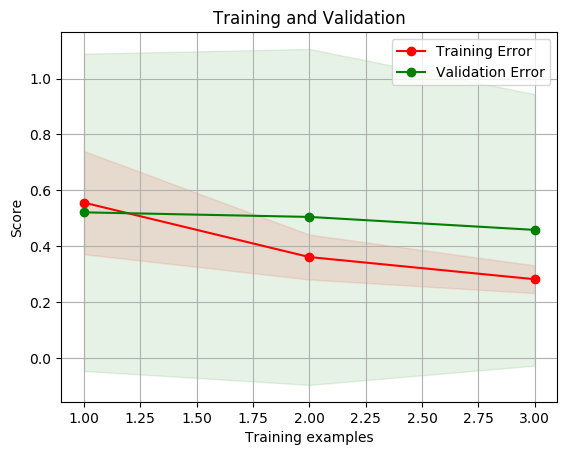 Training and Validation
Training Error
Validation Error
Score
1.0
0.8
0.6
0.4
0.2
0.0
1.00 1.25 1.50 1.75 2.00 2.25 2.50 2.75 3.00
Training examples